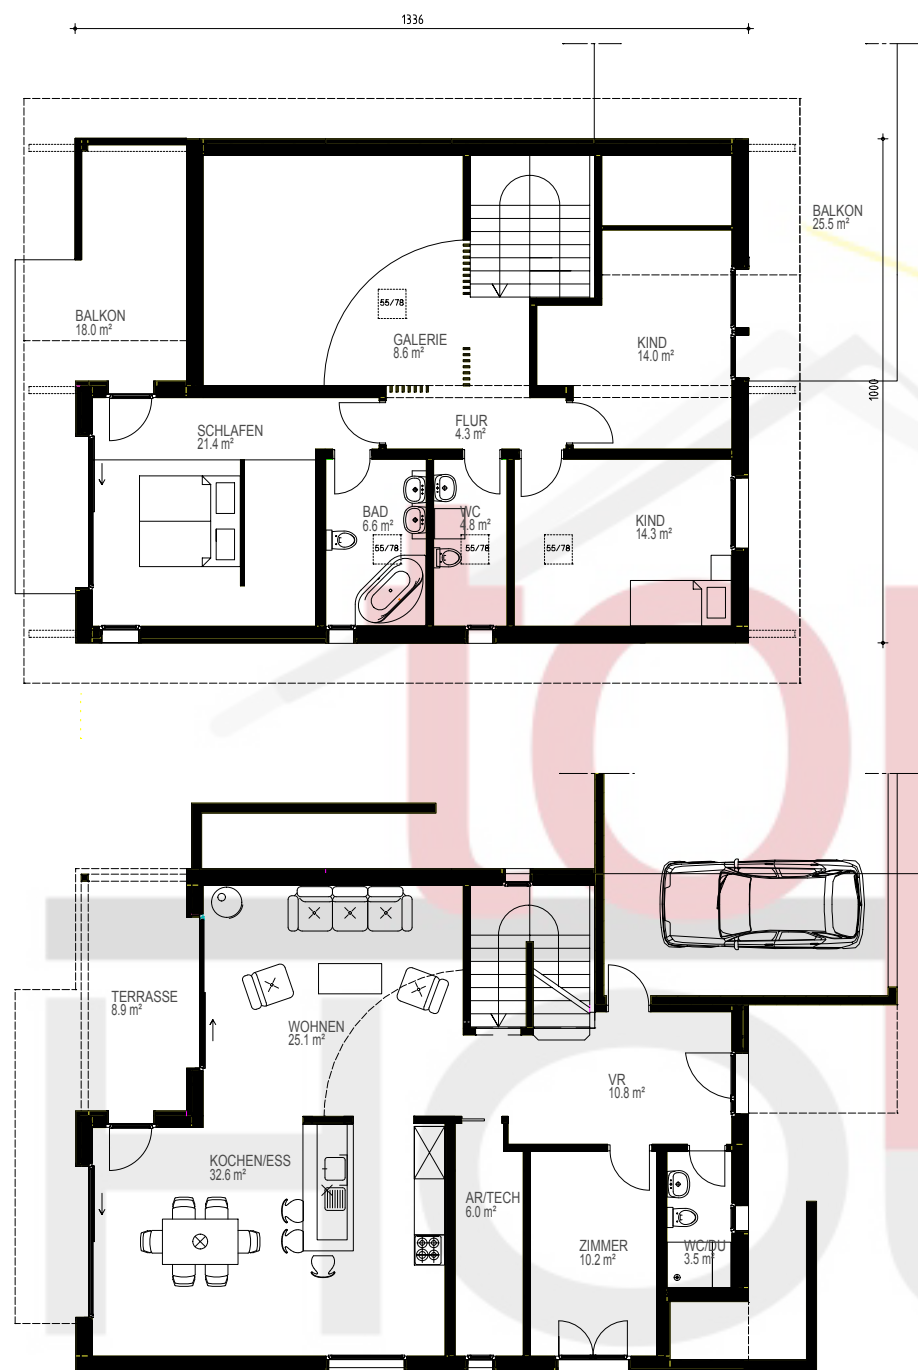 1336
BALKON
25.5 m²
BALKON
18.0 m²
55/78
GALERIE
8.6 m²
KIND
14.0 m²
1000
SCHLAFEN
21.4 m²
FLUR
4.3 m²
BAD
6.6 m²
WC
4.8 m²
KIND
14.3 m²
55/78
55/78
55/78
TERRASSE
8.9 m²
WOHNEN
25.1 m²
VR
10.8 m²
KOCHEN/ESS
32.6 m²
AR/TECH
6.0 m²
ZIMMER
10.2 m²
WC/DU
3.5 m²